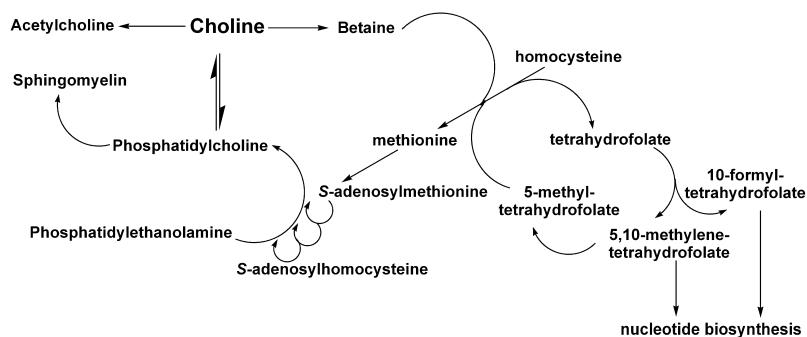 Acetylcholine
Choline
Betaine
homocysteine
Sphingomyelin
Phosphatidylcholine
methionine
tetrahydrofolate
S-adenosylmethionine
5-methyl-
tetrahydrofolate
10-formyl-
tetrahydrofolate
Phosphatidylethanolamine
5,10-methylene-
tetrahydrofolate
S-adenosylhomocysteine
nucleotide biosynthesis